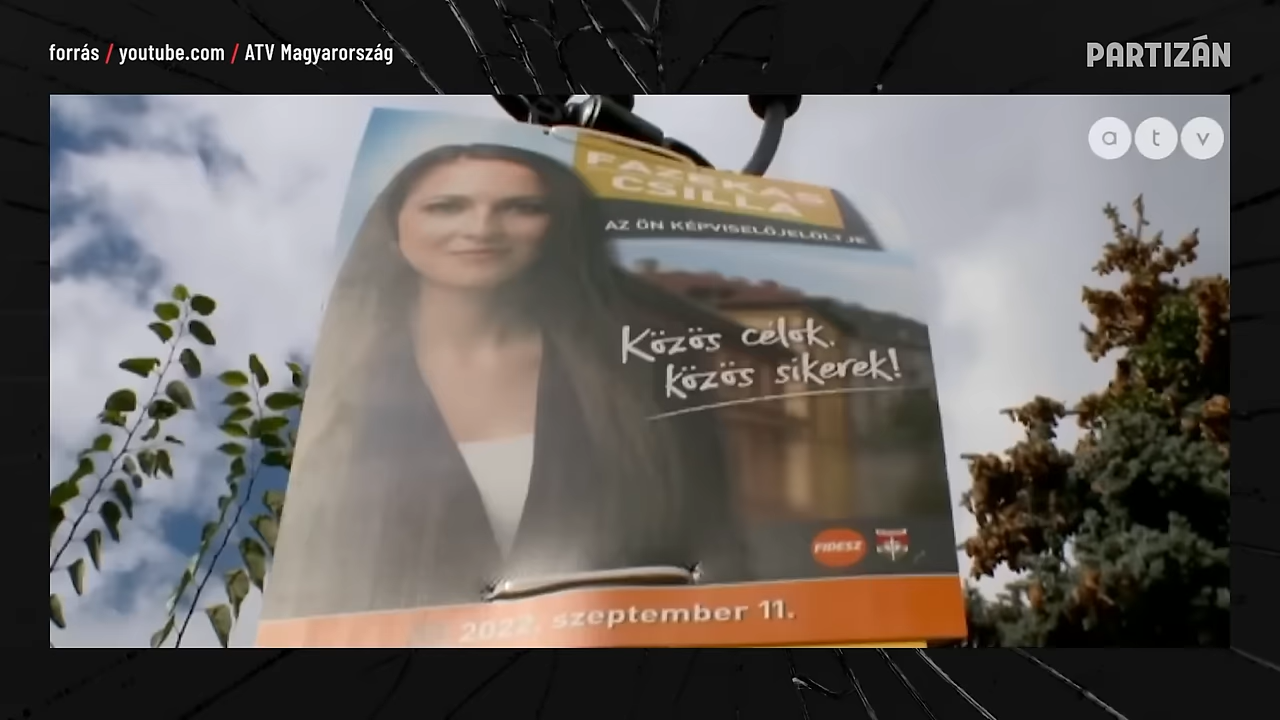 forrás / youtube.com / ATV Magyarország
PARTIZÁN
a t v
FAZEKAS
CSILLA
AZ ÖN KÉPVISELŐJELÖLTJE
Közös célok,
közös sikerek!
FIDESZ
2022. szeptember 11.